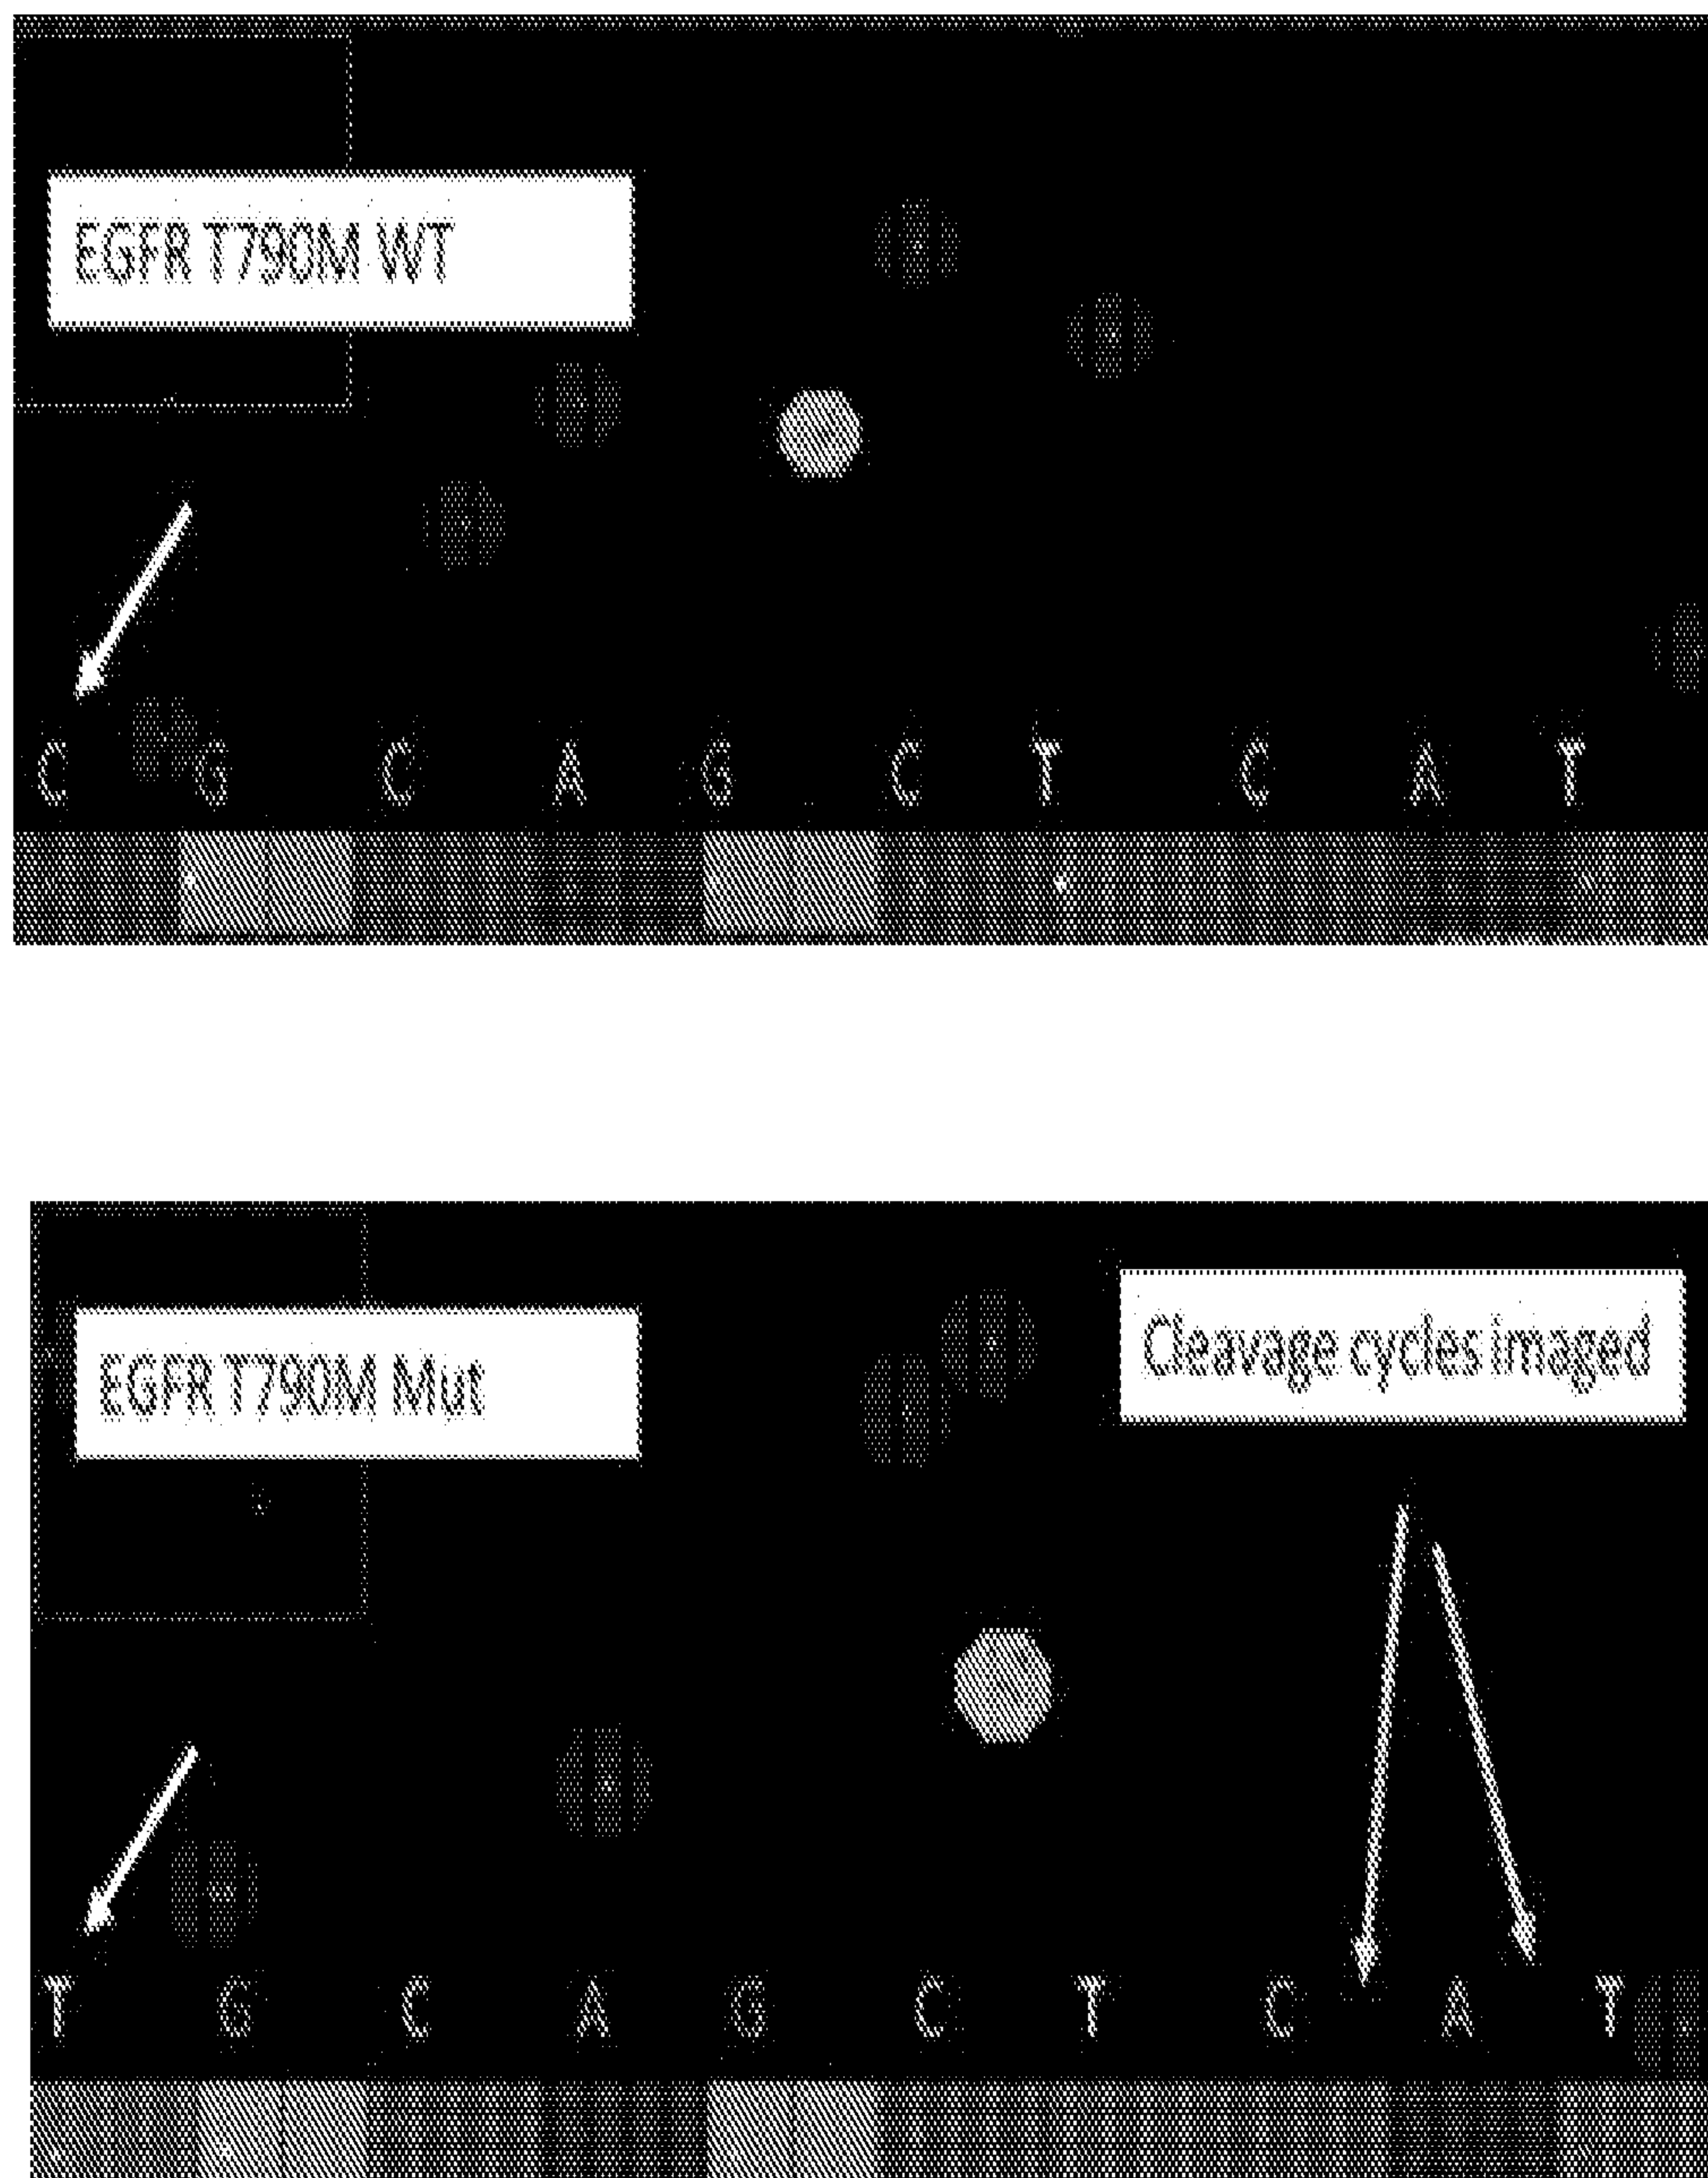 EGFR T790M WT
C G C A G C T C A T
EGFR T790M Mut
Cleavage cycles imaged
T G C A G C T C A T